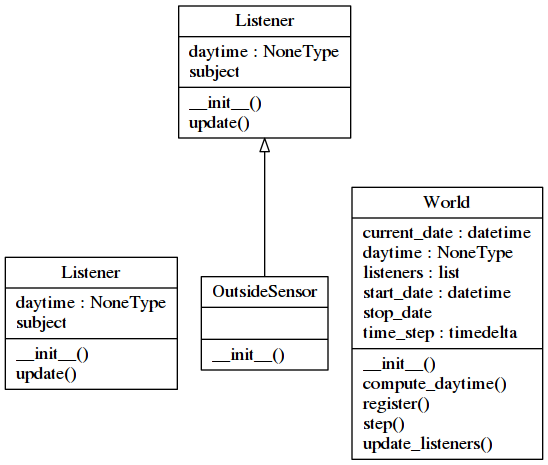 Listener
daytime : NoneType
subject
__init__()
update()
World
current_date : datetime
daytime : NoneType
listeners : list
start_date : datetime
stop_date
time_step : timedelta
__init__()
compute_daytime()
register()
step()
update_listeners()
Listener
daytime : NoneType
subject
__init__()
update()
OutsideSensor
__init__()